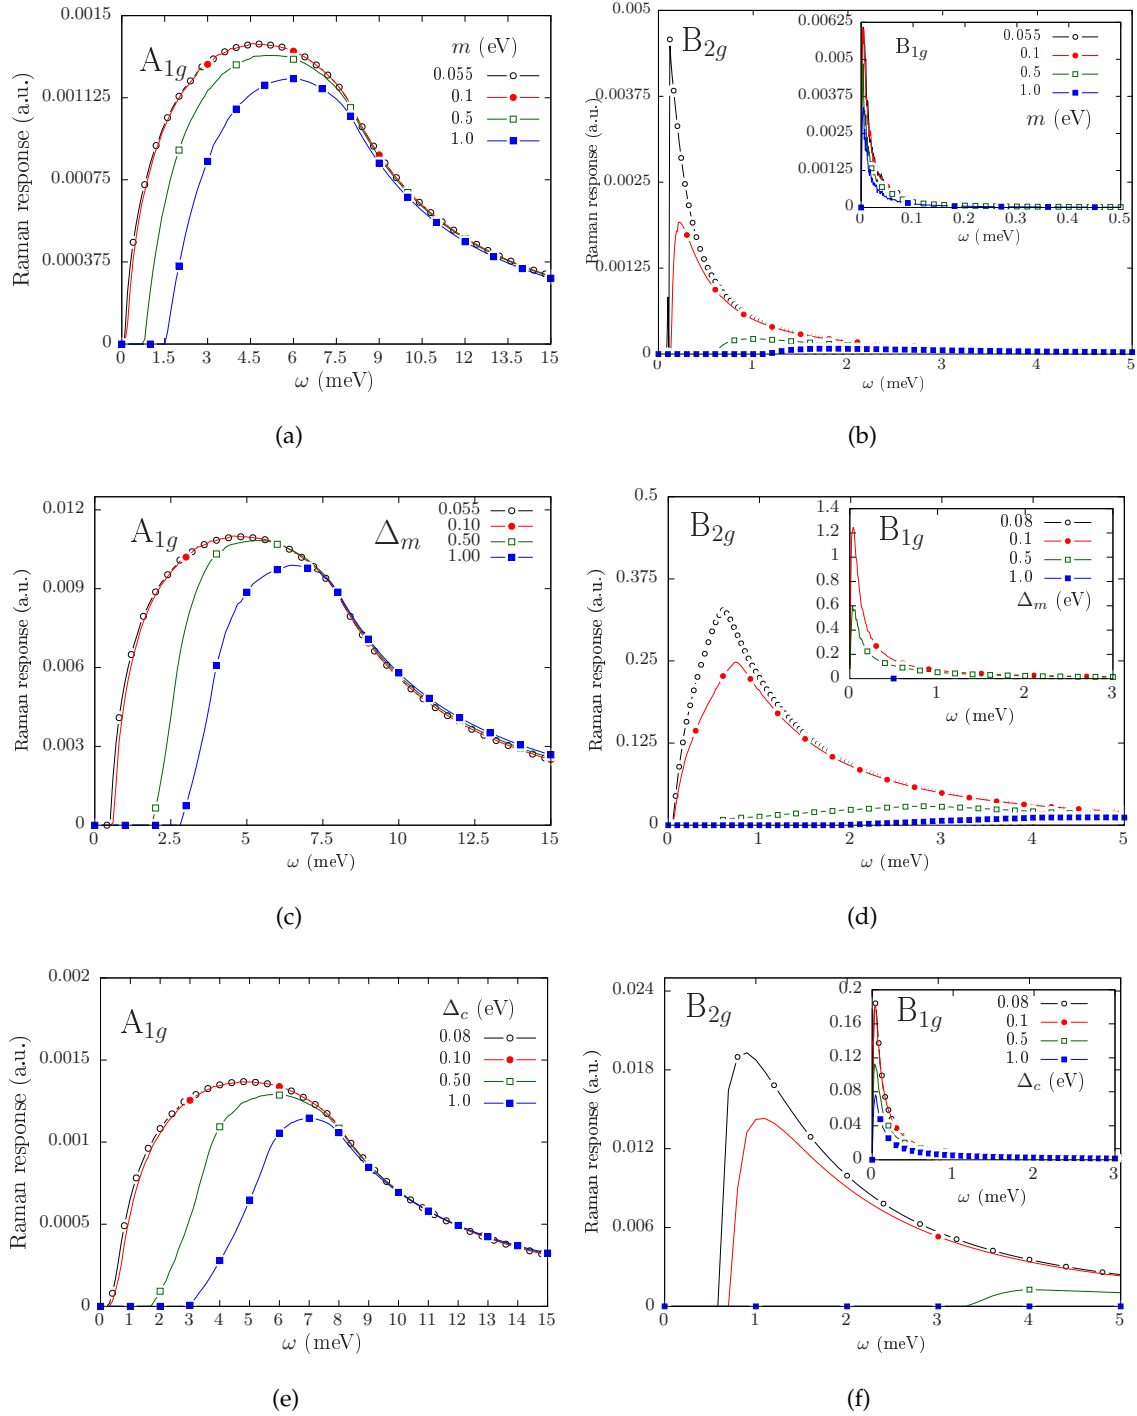 0.0015
0.001125
0.00075
0.000375
0
Raman response (a.u.)
A1g
m (eV)
0.055
0.1
0.5
1.0
0 1.5 3 4.5 6 7.5 9 10.5 12 13.5 15
ω (meV)
(a)
0.005
0.00375
0.0025
0.00125
0
Raman response (a.u.)
B2g
0 1 2 3 4 5
ω (meV)
0.00625
0.005
0.00375
0.0025
0.00125
0
B1g
0.055
0.1
0.5
1.0
m (eV)
0 0.1 0.2 0.3 0.4 0.5
ω (meV)
(b)
0.012
0.009
0.006
0.003
0
Raman response (a.u.)
A1g
Δm
0.055
0.10
0.50
1.00
0 2.5 5 7.5 10 12.5 15
ω (meV)
(c)
0.5
0.375
0.25
0.125
0
Raman response (a.u.)
B2g
0 1 2 3 4 5
ω (meV)
1.4
1.2
1
0.8
0.6
0.4
0.2
0
B1g
0.08
0.1
0.5
1.0
Δm (eV)
0 1 2 3
ω (meV)
(d)
0.002
0.0015
0.001
0.0005
0
Raman response (a.u.)
A1g
Δc (eV)
0.08
0.10
0.50
1.0
0 1 2 3 4 5 6 7 8 9 10 11 12 13 14 15
ω (meV)
(e)
0.024
0.018
0.012
0.006
0
Raman response (a.u.)
B2g
0 1 2 3 4 5
ω (meV)
0.2
0.16
0.12
0.08
0.04
0
B1g
0.08
0.1
0.5
1.0
Δc (eV)
0 1 2 3
ω (meV)
(f)